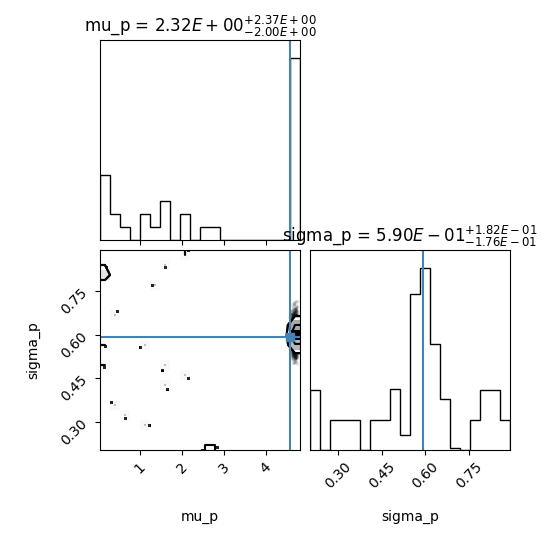 mu_p = 2.32E+00+2.37E+00−2.00E+00
sigma_p = 5.90E−01+1.82E−01−1.76E−01
sigma_p
0.75
0.60
0.45
0.30
1 2 3 4
0.30 0.45 0.60 0.75
mu_p
sigma_p